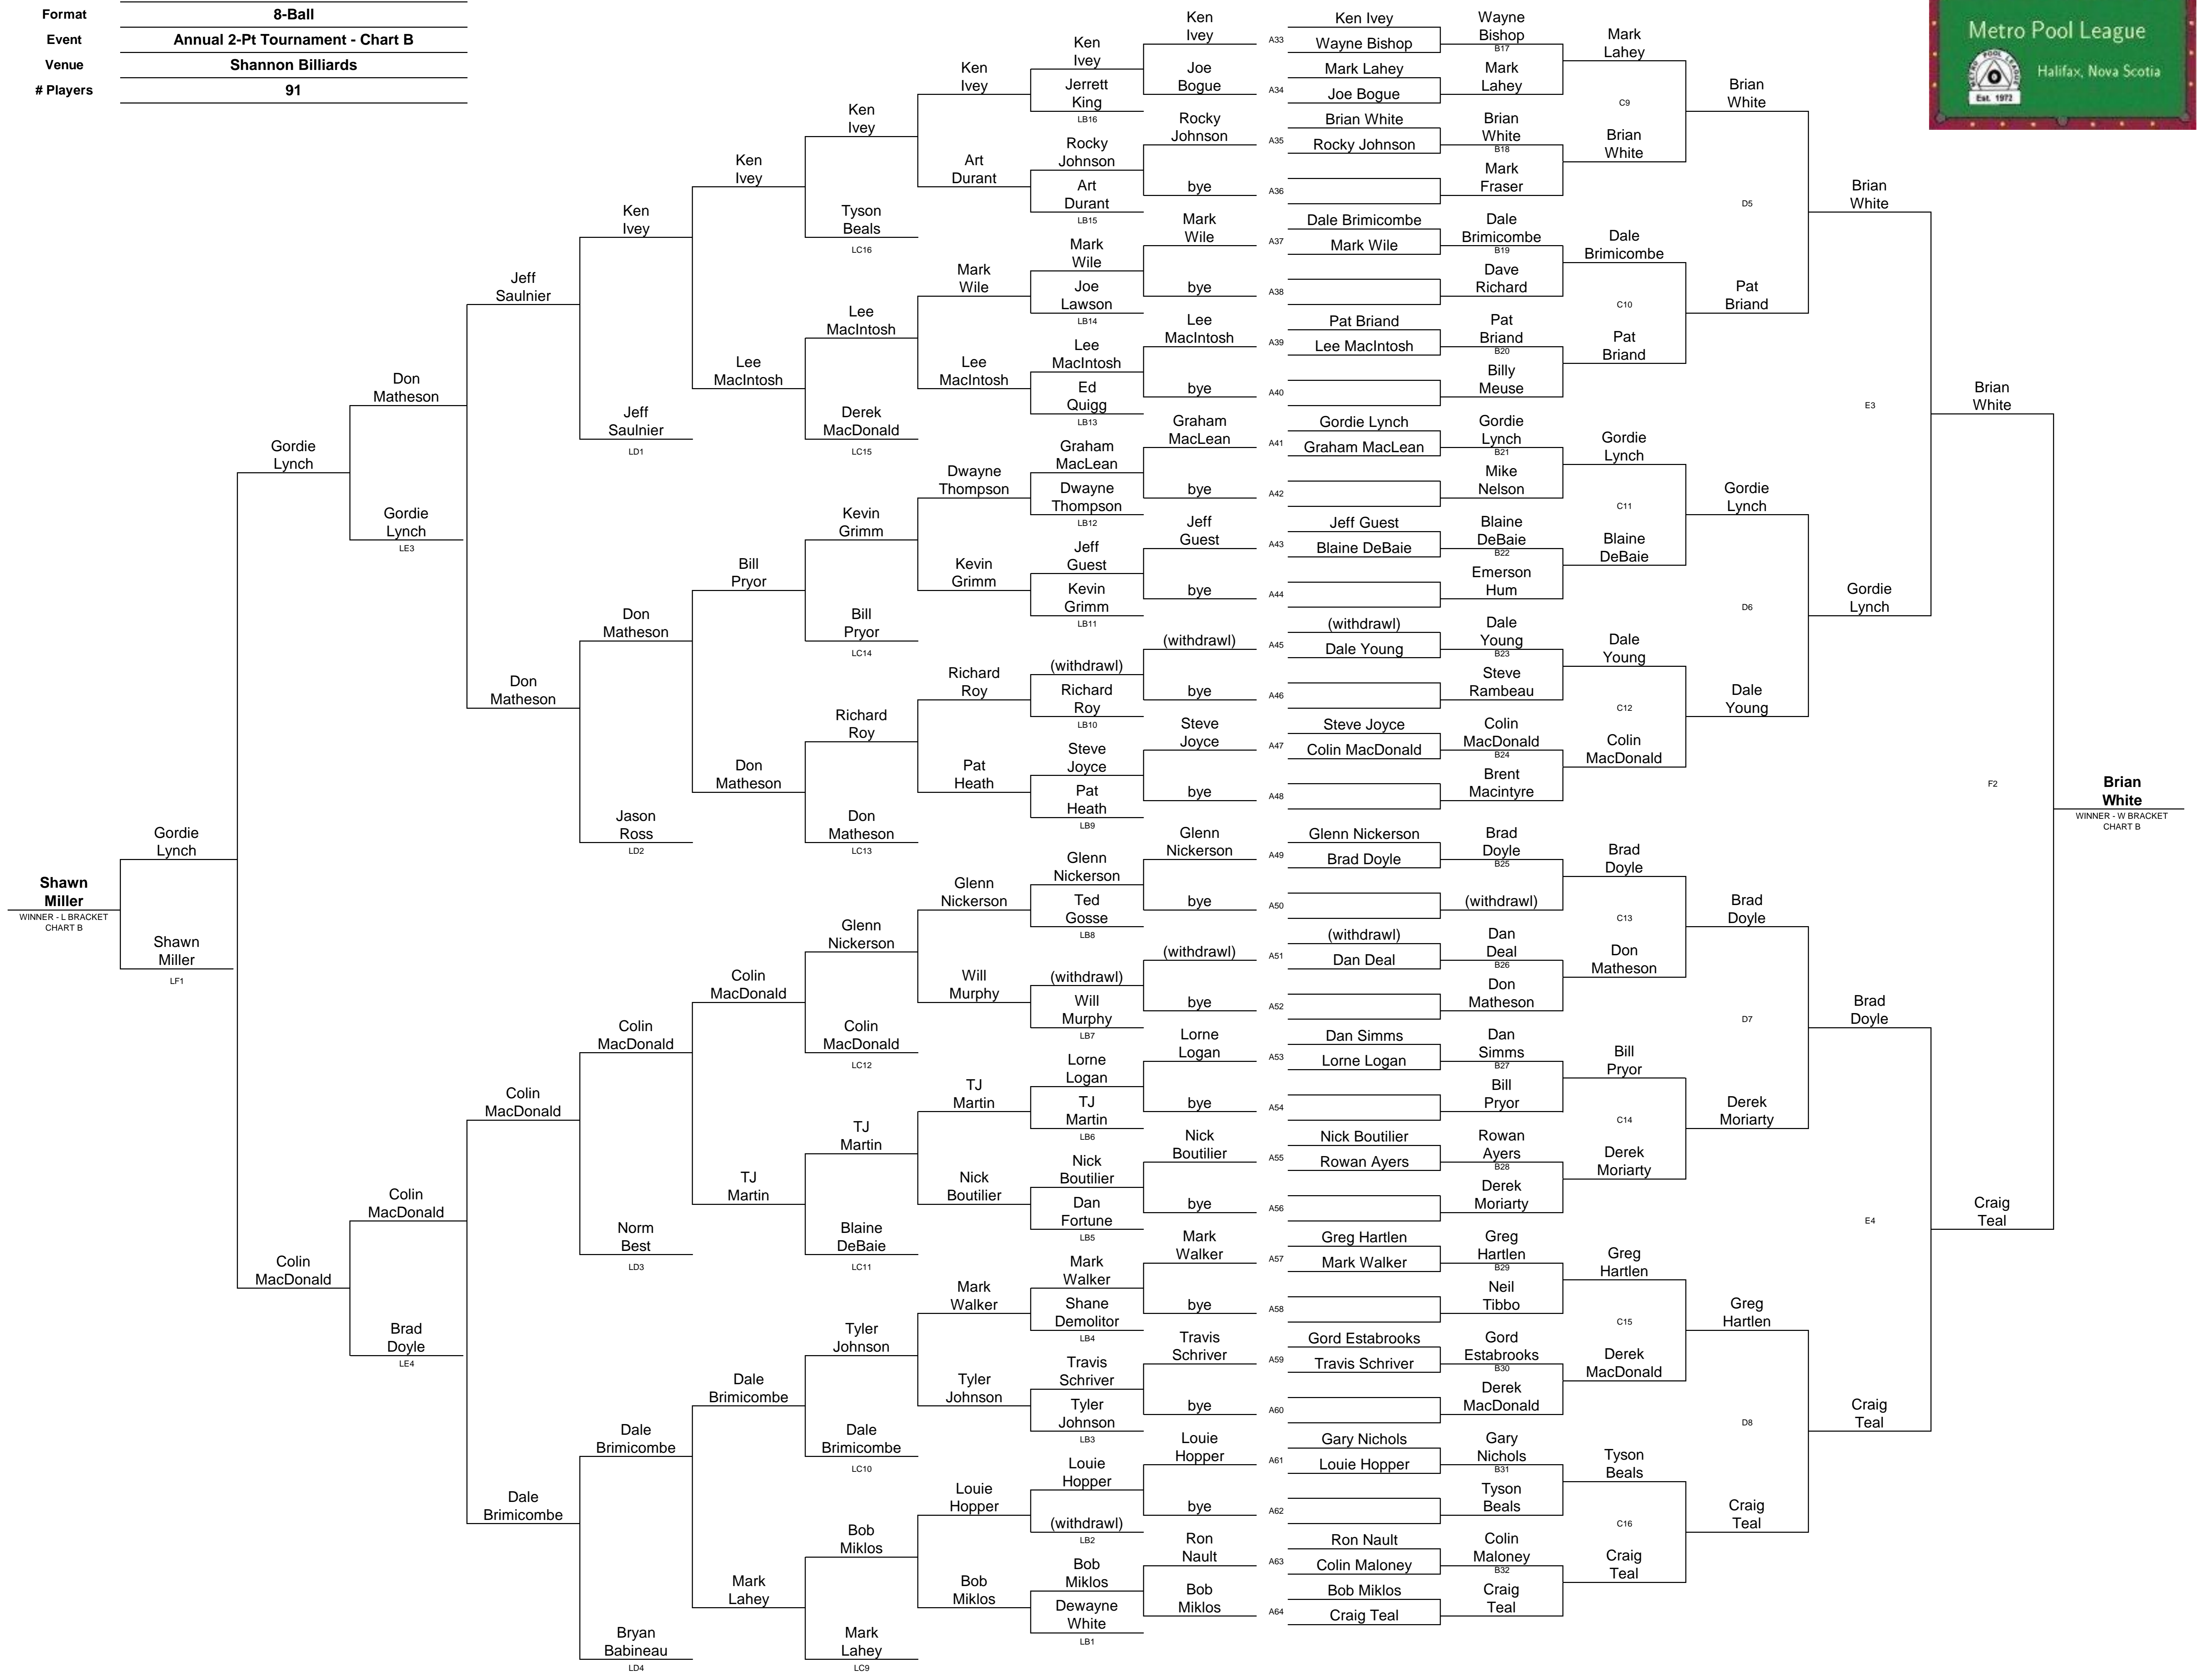 Format 8-Ball
Event Annual 2-Pt Tournament - Chart B
Venue Shannon Billiards
# Players 91
Metro Pool League
Halifax, Nova Scotia
METRO POOL LEAGUE
Est. 1972
Shawn
Miller
WINNER - L BRACKET
CHART B
Gordie
Lynch
Shawn
Miller
LF1
Gordie
Lynch
Colin
MacDonald
Don
Matheson
Gordie
Lynch
LE3
Colin
MacDonald
Brad
Doyle
LE4
Jeff
Saulnier
Don
Matheson
Colin
MacDonald
Dale
Brimicombe
Ken
Ivey
Jeff
Saulnier
LD1
Don
Matheson
Jason
Ross
LD2
Colin
MacDonald
Norm
Best
LD3
Dale
Brimicombe
Bryan
Babineau
LD4
Ken
Ivey
Lee
MacIntosh
Bill
Pryor
Don
Matheson
Colin
MacDonald
TJ
Martin
Dale
Brimicombe
Mark
Lahey
Ken
Ivey
Tyson
Beals
LC16
Lee
MacIntosh
Derek
MacDonald
LC15
Kevin
Grimm
Bill
Pryor
LC14
Richard
Roy
Don
Matheson
LC13
Glenn
Nickerson
Colin
MacDonald
LC12
TJ
Martin
Blaine
DeBaie
LC11
Tyler
Johnson
Dale
Brimicombe
LC10
Bob
Miklos
Mark
Lahey
LC9
Ken
Ivey
Art
Durant
Mark
Wile
Lee
MacIntosh
Dwayne
Thompson
Kevin
Grimm
Richard
Roy
Pat
Heath
Glenn
Nickerson
Will
Murphy
TJ
Martin
Nick
Boutilier
Mark
Walker
Tyler
Johnson
Louie
Hopper
Bob
Miklos
Ken
Ivey
Jerrett
King
LB16
Rocky
Johnson
Art
Durant
LB15
Mark
Wile
Joe
Lawson
LB14
Lee
MacIntosh
Ed
Quigg
LB13
Graham
MacLean
Dwayne
Thompson
LB12
Jeff
Guest
Kevin
Grimm
LB11
(withdrawl)
Richard
Roy
LB10
Steve
Joyce
Pat
Heath
LB9
Glenn
Nickerson
Ted
Gosse
LB8
(withdrawl)
Will
Murphy
LB7
Lorne
Logan
TJ
Martin
LB6
Nick
Boutilier
Dan
Fortune
LB5
Mark
Walker
Shane
Demolitor
LB4
Travis
Schriver
Tyler
Johnson
LB3
Louie
Hopper
(withdrawl)
LB2
Bob
Miklos
Dewayne
White
LB1
Ken
Ivey
Joe
Bogue
Rocky
Johnson
bye
Mark
Wile
bye
Lee
MacIntosh
bye
Graham
MacLean
bye
Jeff
Guest
bye
(withdrawl)
bye
Steve
Joyce
bye
Glenn
Nickerson
bye
(withdrawl)
bye
Lorne
Logan
bye
Nick
Boutilier
bye
Mark
Walker
bye
Travis
Schriver
bye
Louie
Hopper
bye
Ron
Nault
Bob
Miklos
A33
A34
A35
A36
A37
A38
A39
A40
A41
A42
A43
A44
A45
A46
A47
A48
A49
A50
A51
A52
A53
A54
A55
A56
A57
A58
A59
A60
A61
A62
A63
A64
Ken Ivey
Wayne Bishop
Mark Lahey
Joe Bogue
Brian White
Rocky Johnson
Dale Brimicombe
Mark Wile
Pat Briand
Lee MacIntosh
Gordie Lynch
Graham MacLean
Jeff Guest
Blaine DeBaie
(withdrawl)
Dale Young
Steve Joyce
Colin MacDonald
Glenn Nickerson
Brad Doyle
(withdrawl)
Dan Deal
Dan Simms
Lorne Logan
Nick Boutilier
Rowan Ayers
Greg Hartlen
Mark Walker
Gord Estabrooks
Travis Schriver
Gary Nichols
Louie Hopper
Ron Nault
Colin Maloney
Bob Miklos
Craig Teal
Wayne
Bishop
B17
Mark
Lahey
Brian
White
B18
Mark
Fraser
Dale
Brimicombe
B19
Dave
Richard
Pat
Briand
B20
Billy
Meuse
Gordie
Lynch
B21
Mike
Nelson
Blaine
DeBaie
B22
Emerson
Hum
Dale
Young
B23
Steve
Rambeau
Colin
MacDonald
B24
Brent
Macintyre
Brad
Doyle
B25
(withdrawl)
Dan
Deal
B26
Don
Matheson
Dan
Simms
B27
Bill
Pryor
Rowan
Ayers
B28
Derek
Moriarty
Greg
Hartlen
B29
Neil
Tibbo
Gord
Estabrooks
B30
Derek
MacDonald
Gary
Nichols
B31
Tyson
Beals
Colin
Maloney
B32
Craig
Teal
Mark
Lahey
C9
Brian
White
Dale
Brimicombe
C10
Pat
Briand
Gordie
Lynch
C11
Blaine
DeBaie
Dale
Young
C12
Colin
MacDonald
Brad
Doyle
C13
Don
Matheson
Bill
Pryor
C14
Derek
Moriarty
Greg
Hartlen
C15
Derek
MacDonald
Tyson
Beals
C16
Craig
Teal
Brian
White
D5
Pat
Briand
Gordie
Lynch
D6
Dale
Young
Brad
Doyle
D7
Derek
Moriarty
Greg
Hartlen
D8
Craig
Teal
Brian
White
E3
Gordie
Lynch
Brad
Doyle
E4
Craig
Teal
Brian
White
F2
Craig
Teal
Brian
White
WINNER - W BRACKET
CHART B